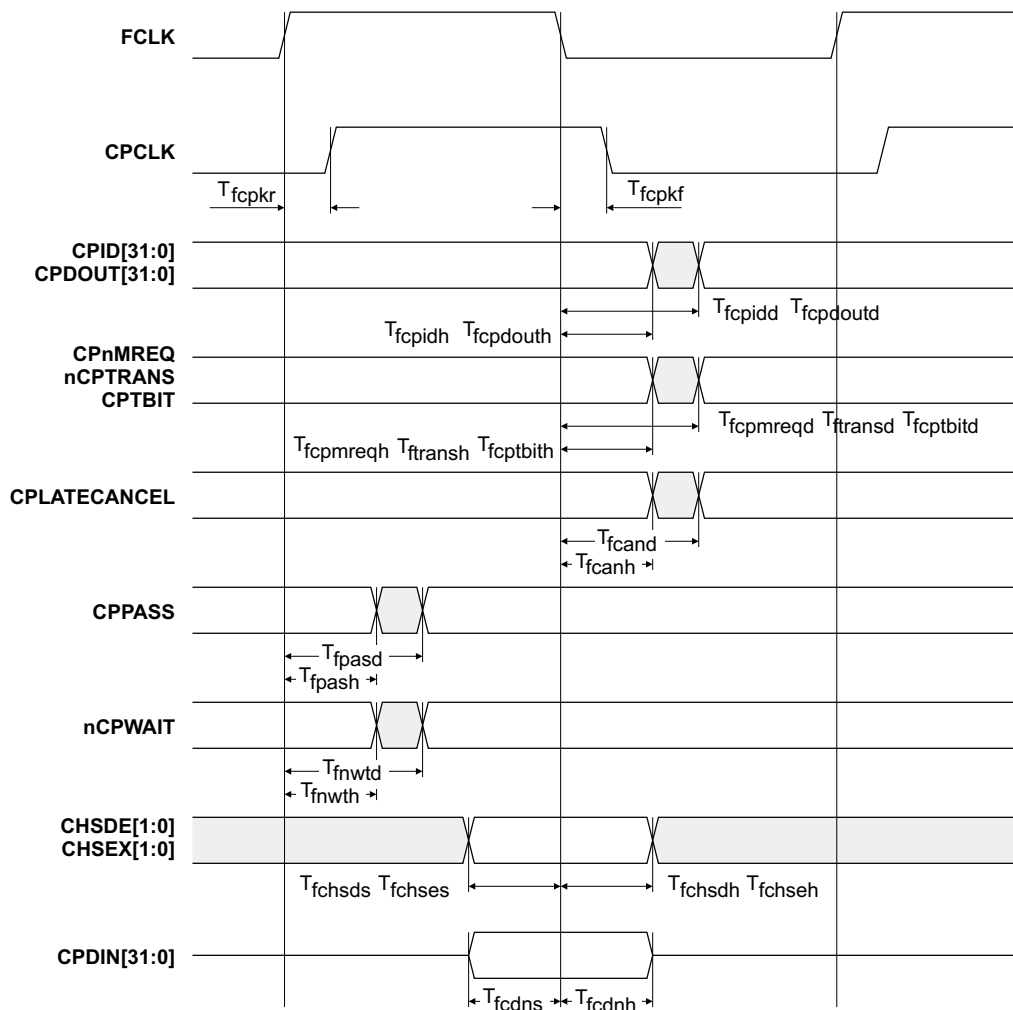 FCLK
CPCLK
Tfcpkr
Tfcpkf
CPID[31:0]
CPDOUT[31:0]
Tfcpidd Tfcpdoutd
Tfcpidh Tfcpdouth
CPnMREQ
nCPTRANS
CPTBIT
Tfcpmreqd Tftransd Tfcptbitd
Tfcpmreqh Tftransh Tfcptbith
CPLATECANCEL
Tfcand
Tfcanh
CPPASS
Tfpasd
Tfpash
nCPWAIT
Tfnwtd
Tfnwth
CHSDE[1:0]
CHSEX[1:0]
Tfchsds Tfchses
Tfchsdh Tfchseh
CPDIN[31:0]
Tfcdns
Tfcdnh